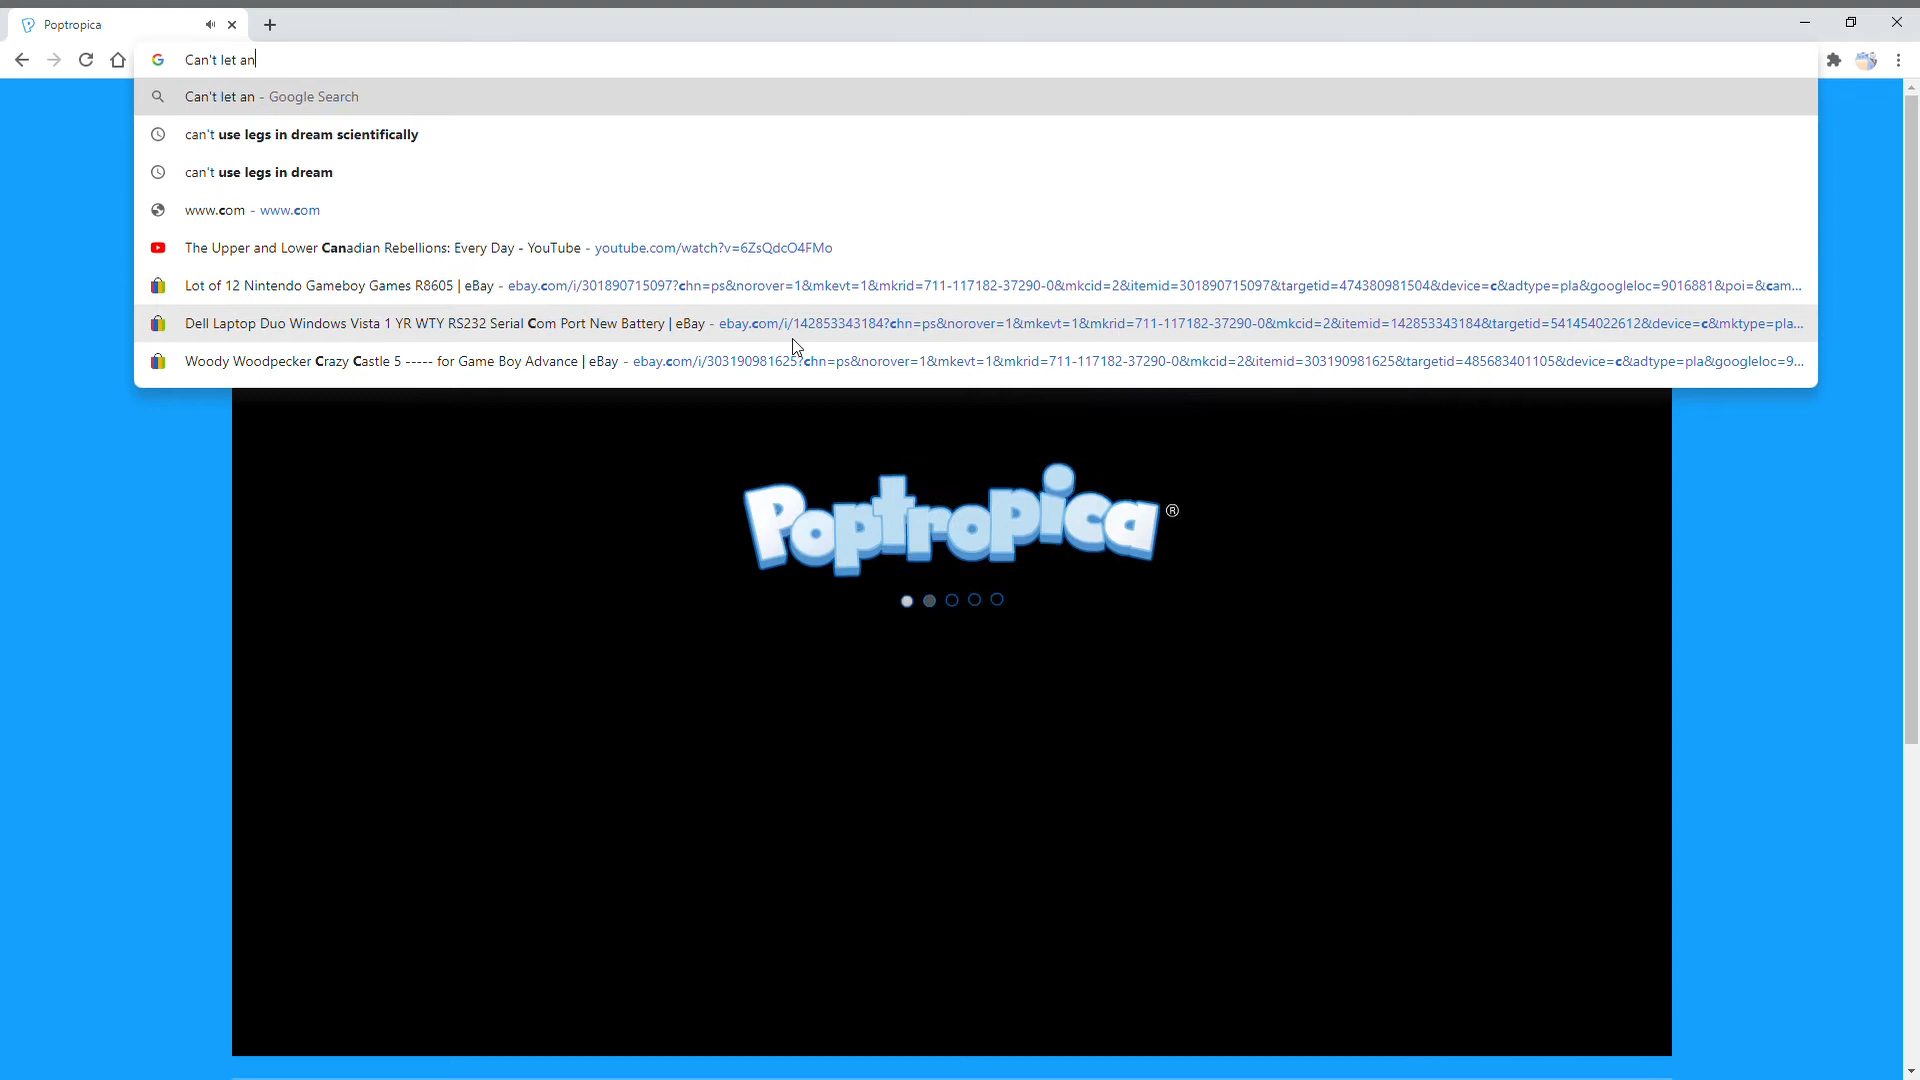 Poptropica
Can't let an
Can't let an - Google Search
can't use legs in dream scientifically
can't use legs in dream
www.com - www.com
The Upper and Lower Canadian Rebellions: Every Day - YouTube - youtube.com/watch?v=6ZsQdcO4FMo
Lot of 12 Nintendo Gameboy Games R8605 | eBay - ebay.com/i/301890715097?chn=ps&norover=1&mkevt=1&mkrid=711-117182-37290-0&mkcid=2&itemid=301890715097&targetid=474380981504&device=c&adtype=pla&googleloc=9016881&poi=&cam...
Dell Laptop Duo Windows Vista 1 YR WTY RS232 Serial Com Port New Battery | eBay - ebay.com/i/142853343184?chn=ps&norover=1&mkevt=1&mkrid=711-117182-37290-0&mkcid=2&itemid=142853343184&targetid=541454022612&device=c&mktype=pla...
Woody Woodpecker Crazy Castle 5 ----- for Game Boy Advance | eBay - ebay.com/i/303190981625?chn=ps&norover=1&mkevt=1&mkrid=711-117182-37290-0&mkcid=2&itemid=303190981625&targetid=485683401105&device=c&adtype=pla&googleloc=9...
Poptropica®